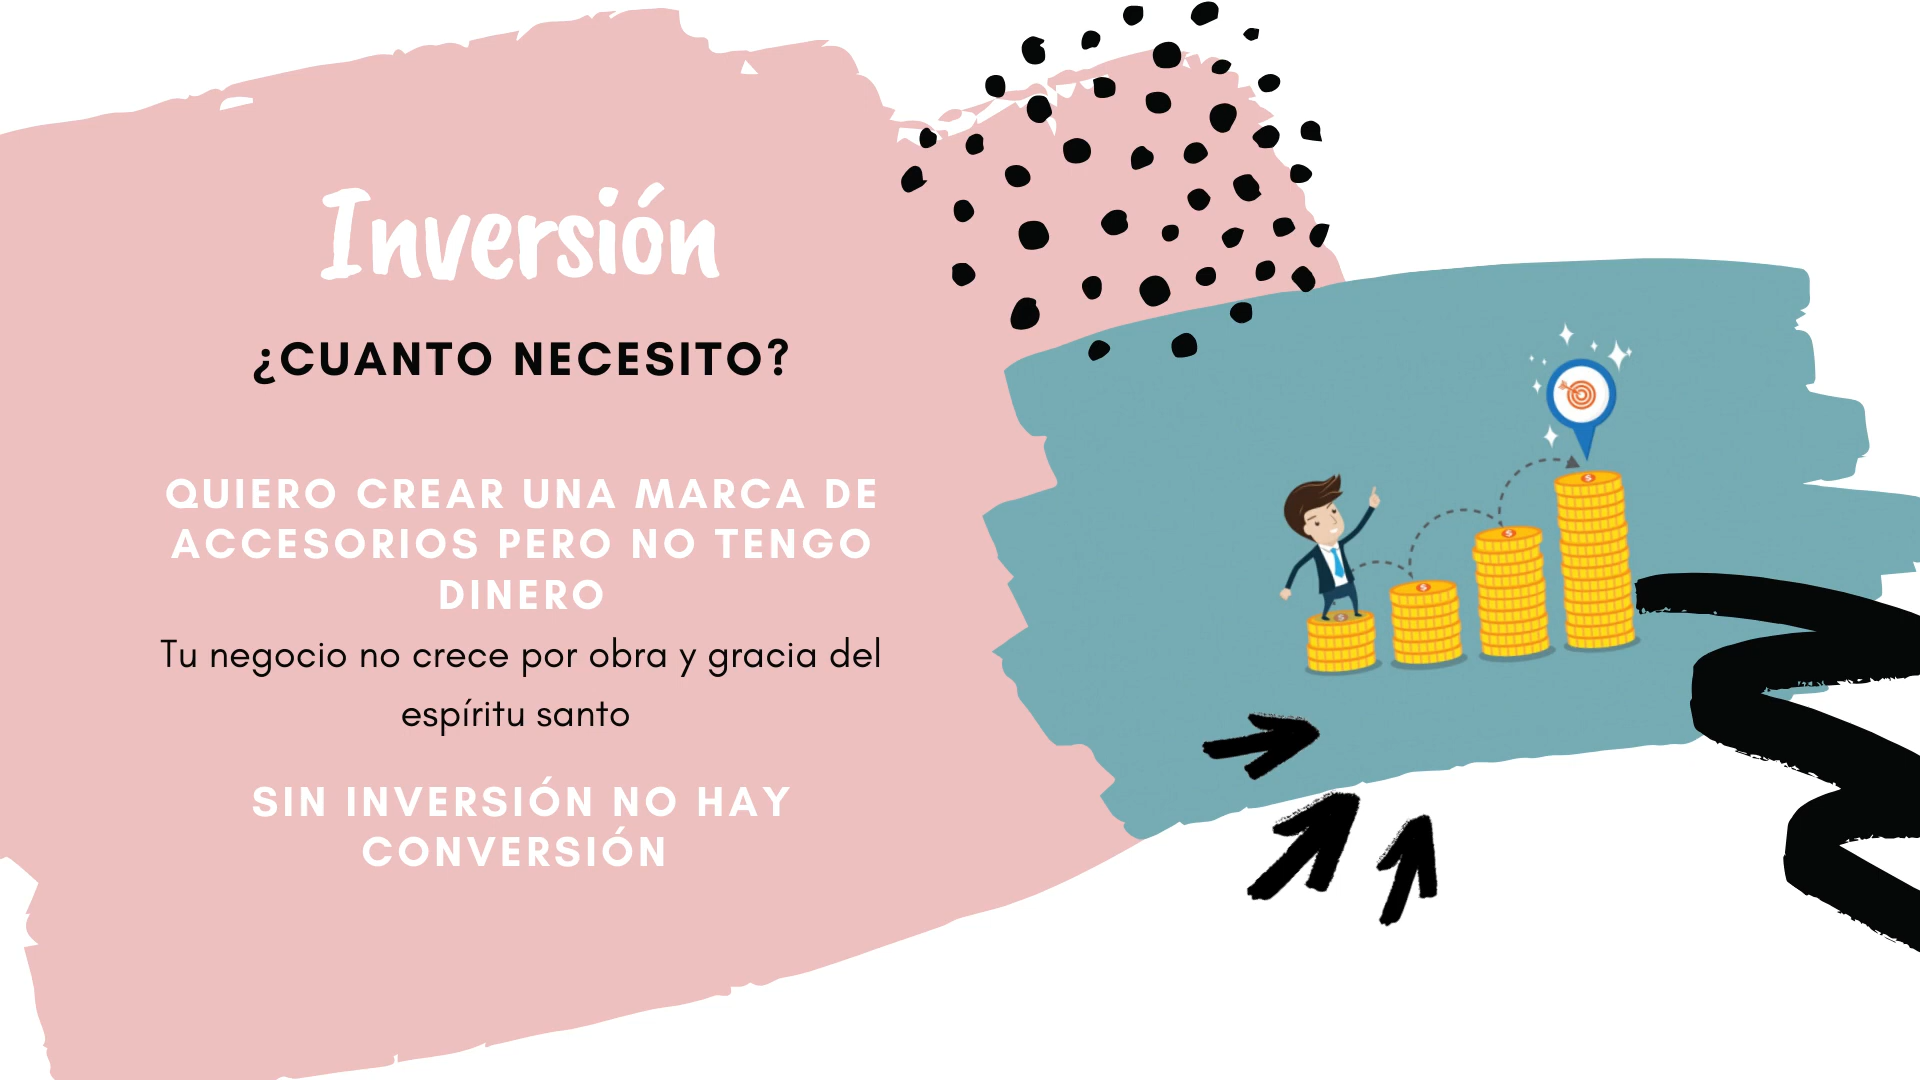 Inversión
¿CUANTO NECESITO?
QUIERO CREAR UNA MARCA DE
ACCESORIOS PERO NO TENGO
DINERO
Tu negocio no crece por obra y gracia del
espíritu santo
SIN INVERSIÓN NO HAY
CONVERSIÓN